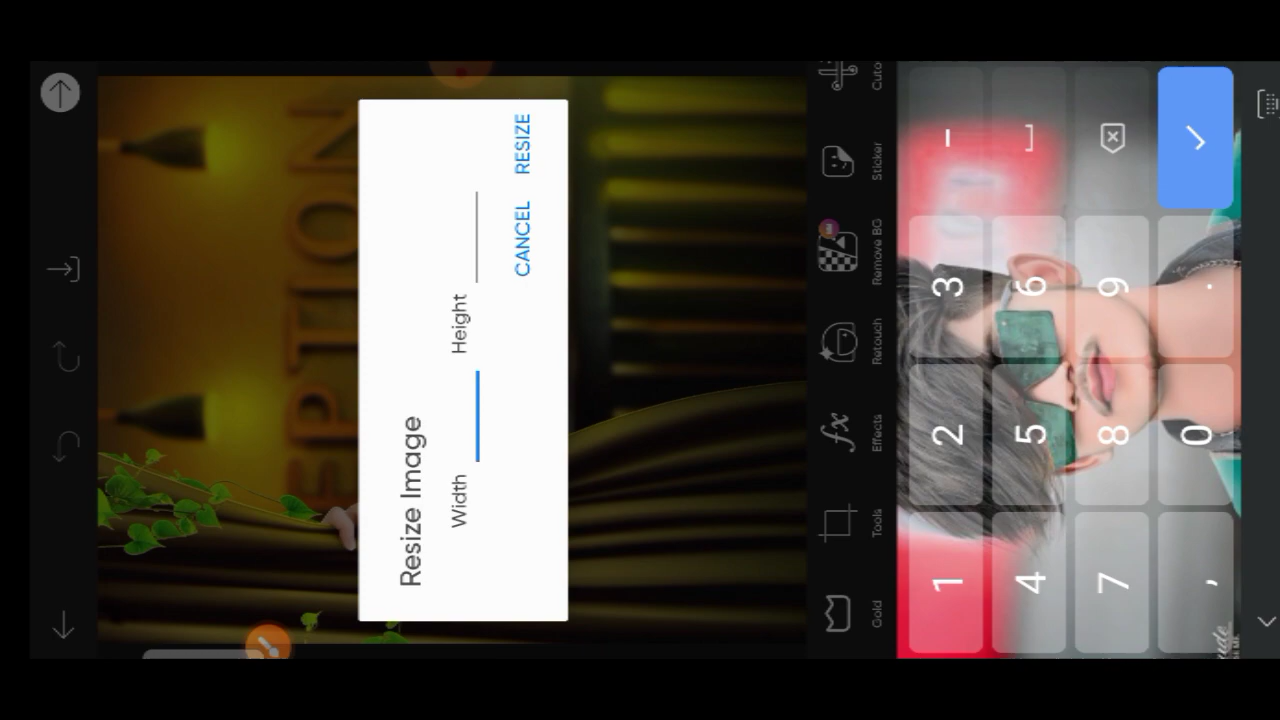 EPTION
Resize Image
Width
Height
CANCEL RESIZE
Gold
Tools
Effects
Retouch
Remove BG
Sticker
Cuto
1 2 3 -
4 5 6 ⎵
7 8 9
, 0 .